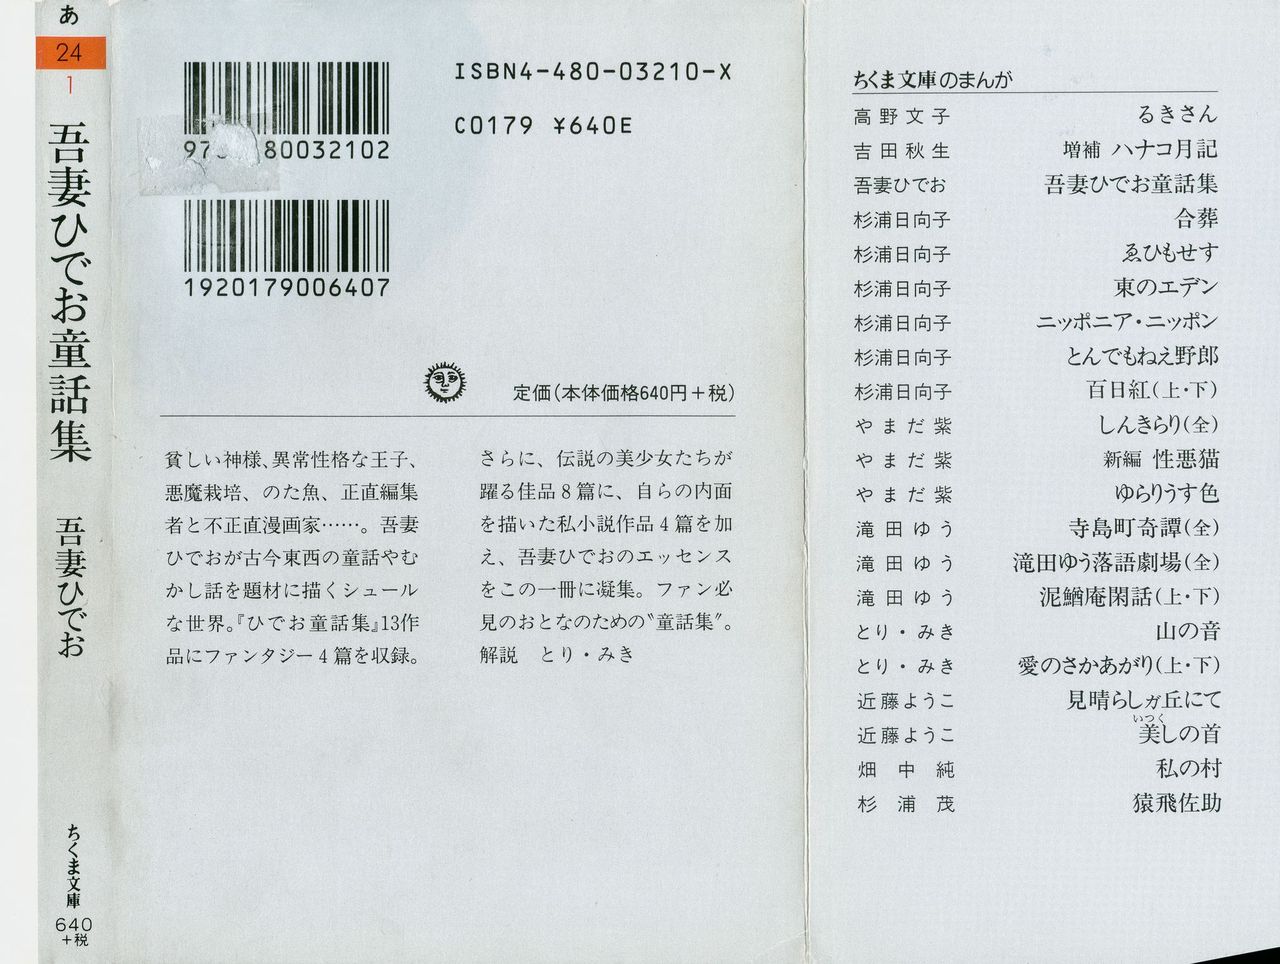 あ
24
1
吾妻ひでお童話集
吾妻ひでお
ちくま文庫
640
+税
80032102
1920179006407
ISBN4-480-03210-X
C0179 ¥640E
定価(本体価格640円+税)
貧しい神様、異常性格な王子、
悪魔栽培、のた魚、正直編集
者と不正直漫画家……。吾妻
ひでおが古今東西の童話やむ
かし話を題材に描くシュール
な世界。『ひでお童話集』13作
品にファンタジー4篇を収録。
さらに、伝説の美少女たちが
躍る佳品8篇に、自らの内面
を描いた私小説作品4篇を加
え、吾妻ひでおのエッセンス
をこの一冊に凝集。ファン必
見のおとなのための〝童話集〟。
解説 とり・みき
ちくま文庫のまんが
高野文子 るきさん
吉田秋生 増補 ハナコ月記
吾妻ひでお 吾妻ひでお童話集
杉浦日向子 合葬
杉浦日向子 ゑひもせす
杉浦日向子 東のエデン
杉浦日向子 ニッポニア・ニッポン
杉浦日向子 とんでもねえ野郎
杉浦日向子 百日紅(上・下)
やまだ紫 しんきらり(全)
やまだ紫 新編 性悪猫
やまだ紫 ゆらりうす色
滝田ゆう 寺島町奇譚(全)
滝田ゆう 滝田ゆう落語劇場(全)
滝田ゆう 泥鰌庵閑話(上・下)
とり・みき 山の音
とり・みき 愛のさかあがり(上・下)
近藤ようこ 見晴らしガ丘にて
いつく
近藤ようこ 美しの首
畑中純 私の村
杉浦茂 猿飛佐助